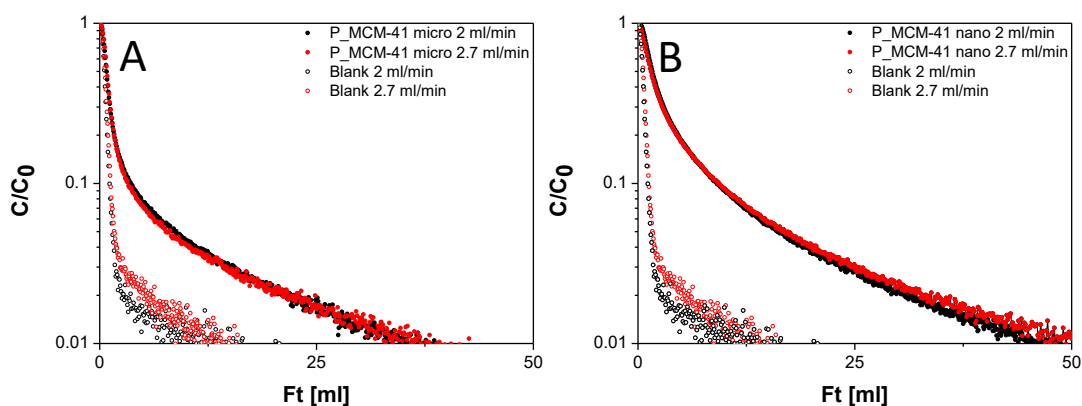 A
P_MCM-41 micro 2 ml/min
P_MCM-41 micro 2.7 ml/min
Blank 2 ml/min
Blank 2.7 ml/min
1
0.1
0.01
C/C0
0
25
50
Ft [ml]
B
P_MCM-41 nano 2 ml/min
P_MCM-41 nano 2.7 ml/min
Blank 2 ml/min
Blank 2.7 ml/min
1
0.1
0.01
C/C0
0
25
50
Ft [ml]